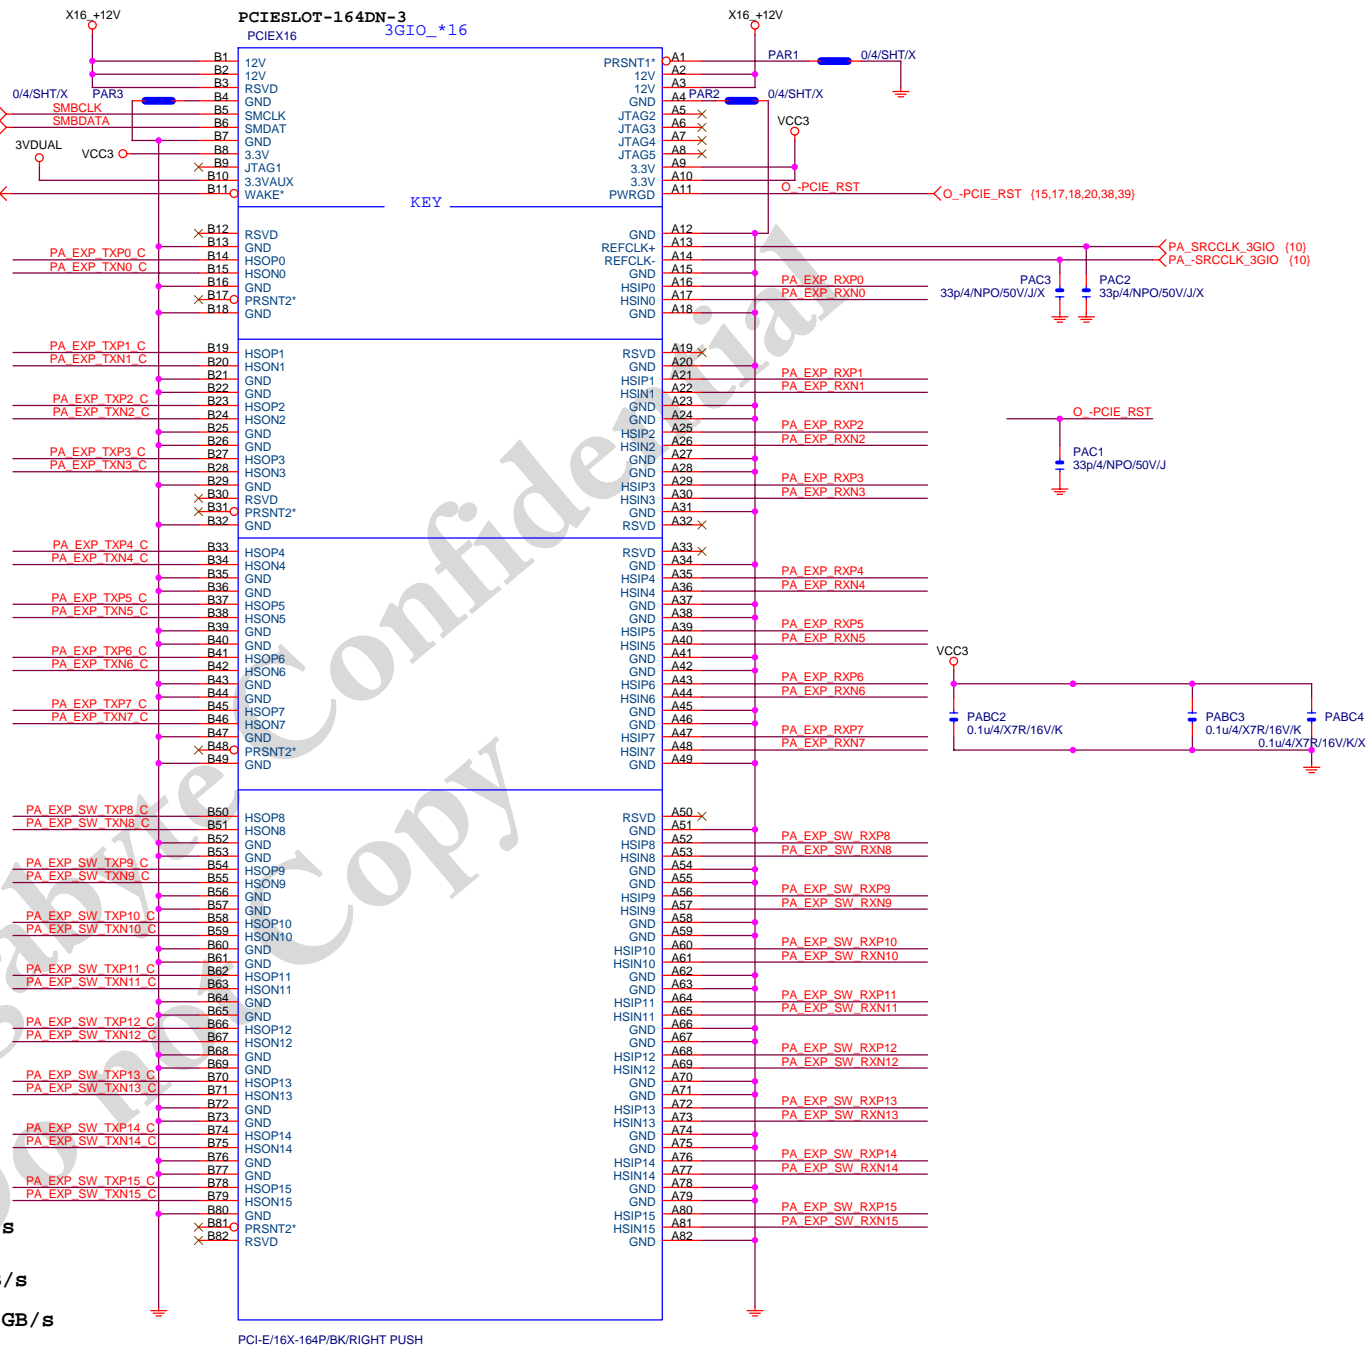 X16_+12V
PCIESLOT-164DN-3
PCIEX16
3GIO_*16
X16_+12V
B1 12V
B2 12V
B3 RSVD
0/4/SHT/X PAR3 B4 GND
SMBCLK B5 SMCLK
SMBDATA B6 SMDAT
B7 GND
3VDUAL VCC3 B8 3.3V
B9 JTAG1
B10 3.3VAUX
B11 WAKE*
PRSNT1* A1 PAR1 0/4/SHT/X
12V A2
12V A3
GND A4 PAR2 0/4/SHT/X
JTAG2 A5
JTAG3 A6
JTAG4 A7
JTAG5 A8
VCC3
3.3V A9
3.3V A10
PWRGD A11 O_-PCIE_RST O_-PCIE_RST {15,17,18,20,38,39}
KEY
B12 RSVD
B13 GND
PA_EXP_TXP0_C B14 HSOP0
PA_EXP_TXN0_C B15 HSON0
B16 GND
B17 PRSNT2*
B18 GND
GND A12
REFCLK+ A13 PA_SRCCLK_3GIO {10}
REFCLK- A14 PA_-SRCCLK_3GIO {10}
GND A15
HSIP0 A16 PA_EXP_RXP0
HSIN0 A17 PA_EXP_RXN0
GND A18
PAC3
33p/4/NPO/50V/J/X
PAC2
33p/4/NPO/50V/J/X
PA_EXP_TXP1_C B19 HSOP1
PA_EXP_TXN1_C B20 HSON1
B21 GND
B22 GND
PA_EXP_TXP2_C B23 HSOP2
PA_EXP_TXN2_C B24 HSON2
B25 GND
B26 GND
PA_EXP_TXP3_C B27 HSOP3
PA_EXP_TXN3_C B28 HSON3
B29 GND
B30 RSVD
B31 PRSNT2*
B32 GND
RSVD A19
GND A20
HSIP1 A21 PA_EXP_RXP1
HSIN1 A22 PA_EXP_RXN1
GND A23
GND A24
HSIP2 A25 PA_EXP_RXP2
HSIN2 A26 PA_EXP_RXN2
GND A27
GND A28
HSIP3 A29 PA_EXP_RXP3
HSIN3 A30 PA_EXP_RXN3
GND A31
RSVD A32
O_-PCIE_RST
PAC1
33p/4/NPO/50V/J
PA_EXP_TXP4_C B33 HSOP4
PA_EXP_TXN4_C B34 HSON4
B35 GND
B36 GND
PA_EXP_TXP5_C B37 HSOP5
PA_EXP_TXN5_C B38 HSON5
B39 GND
B40 GND
PA_EXP_TXP6_C B41 HSOP6
PA_EXP_TXN6_C B42 HSON6
B43 GND
B44 GND
PA_EXP_TXP7_C B45 HSOP7
PA_EXP_TXN7_C B46 HSON7
B47 GND
B48 PRSNT2*
B49 GND
RSVD A33
GND A34
HSIP4 A35 PA_EXP_RXP4
HSIN4 A36 PA_EXP_RXN4
GND A37
GND A38
HSIP5 A39 PA_EXP_RXP5
HSIN5 A40 PA_EXP_RXN5
GND A41
GND A42
HSIP6 A43 PA_EXP_RXP6
HSIN6 A44 PA_EXP_RXN6
GND A45
GND A46
HSIP7 A47 PA_EXP_RXP7
HSIN7 A48 PA_EXP_RXN7
GND A49
VCC3
PABC2
0.1u/4/X7R/16V/K
PABC3
0.1u/4/X7R/16V/K
PABC4
0.1u/4/X7R/16V/K/X
PA_EXP_SW_TXP8_C B50 HSOP8
PA_EXP_SW_TXN8_C B51 HSON8
B52 GND
B53 GND
PA_EXP_SW_TXP9_C B54 HSOP9
PA_EXP_SW_TXN9_C B55 HSON9
B56 GND
B57 GND
PA_EXP_SW_TXP10_C B58 HSOP10
PA_EXP_SW_TXN10_C B59 HSON10
B60 GND
B61 GND
PA_EXP_SW_TXP11_C B62 HSOP11
PA_EXP_SW_TXN11_C B63 HSON11
B64 GND
B65 GND
PA_EXP_SW_TXP12_C B66 HSOP12
PA_EXP_SW_TXN12_C B67 HSON12
B68 GND
B69 GND
PA_EXP_SW_TXP13_C B70 HSOP13
PA_EXP_SW_TXN13_C B71 HSON13
B72 GND
B73 GND
PA_EXP_SW_TXP14_C B74 HSOP14
PA_EXP_SW_TXN14_C B75 HSON14
B76 GND
B77 GND
PA_EXP_SW_TXP15_C B78 HSOP15
PA_EXP_SW_TXN15_C B79 HSON15
B80 GND
B81 PRSNT2*
B82 RSVD
RSVD A50
GND A51
HSIP8 A52 PA_EXP_SW_RXP8
HSIN8 A53 PA_EXP_SW_RXN8
GND A54
GND A55
HSIP9 A56 PA_EXP_SW_RXP9
HSIN9 A57 PA_EXP_SW_RXN9
GND A58
GND A59
HSIP10 A60 PA_EXP_SW_RXP10
HSIN10 A61 PA_EXP_SW_RXN10
GND A62
GND A63
HSIP11 A64 PA_EXP_SW_RXP11
HSIN11 A65 PA_EXP_SW_RXN11
GND A66
GND A67
HSIP12 A68 PA_EXP_SW_RXP12
HSIN12 A69 PA_EXP_SW_RXN12
GND A70
GND A71
HSIP13 A72 PA_EXP_SW_RXP13
HSIN13 A73 PA_EXP_SW_RXN13
GND A74
GND A75
HSIP14 A76 PA_EXP_SW_RXP14
HSIN14 A77 PA_EXP_SW_RXN14
GND A78
GND A79
HSIP15 A80 PA_EXP_SW_RXP15
HSIN15 A81 PA_EXP_SW_RXN15
GND A82
s
/s
GB/s
PCI-E/16X-164P/BK/RIGHT PUSH
gabyte Confidential
Do not Copy